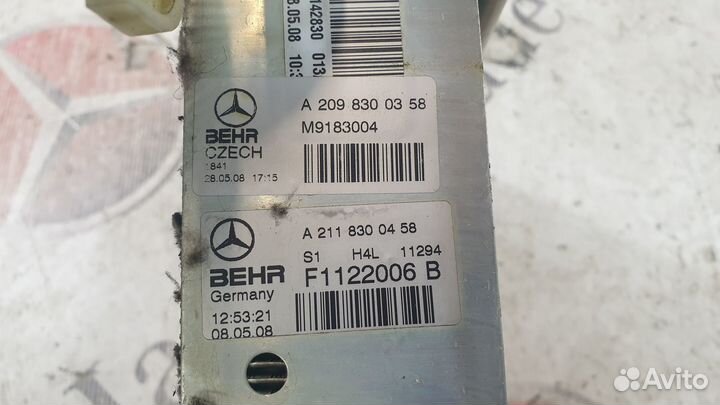 142830 013
8.05.08 10:3
A 209 830 03 58
M9183004
BEHR
CZECH
1841
28.05.08 17:15
A 211 830 04 58
S1 H4L 11294
BEHR
F1122006 B
Germany
12:53:21
08.05.08
Avito